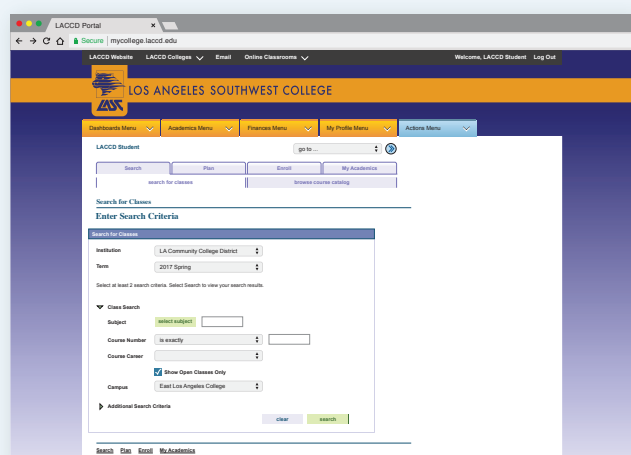 LACCD Portal ×
Secure | mycollege.laccd.edu
LACCD Website LACCD Colleges Email Online Classrooms Welcome, LACCD Student Log Out
LASC
LOS ANGELES SOUTHWEST COLLEGE
Dashboards Menu Academics Menu Finances Menu My Profile Menu Actions Menu
LACCD Student go to ...
Search Plan Enroll My Academics
search for classes browse course catalog
Search for Classes
Enter Search Criteria
Search for Classes
Institution LA Community College District
Term 2017 Spring
Select at least 2 search criteria. Select Search to view your search results.
Class Search
Subject select subject
Course Number is exactly
Course Career
Show Open Classes Only
Campus East Los Angeles College
Additional Search Criteria
clear search
Search Plan Enroll My Academics